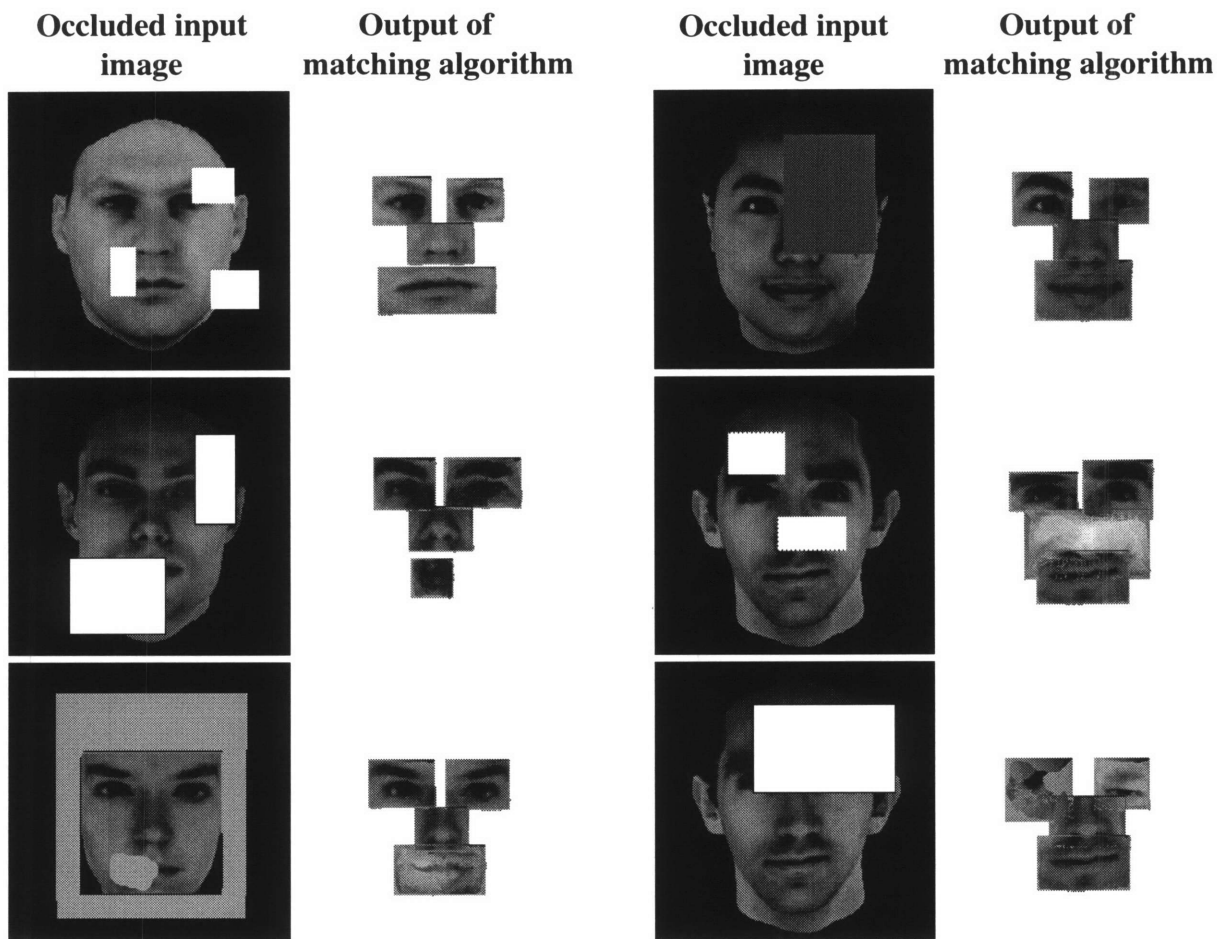 Occluded input
image
Output of
matching algorithm
Occluded input
image
Output of
matching algorithm